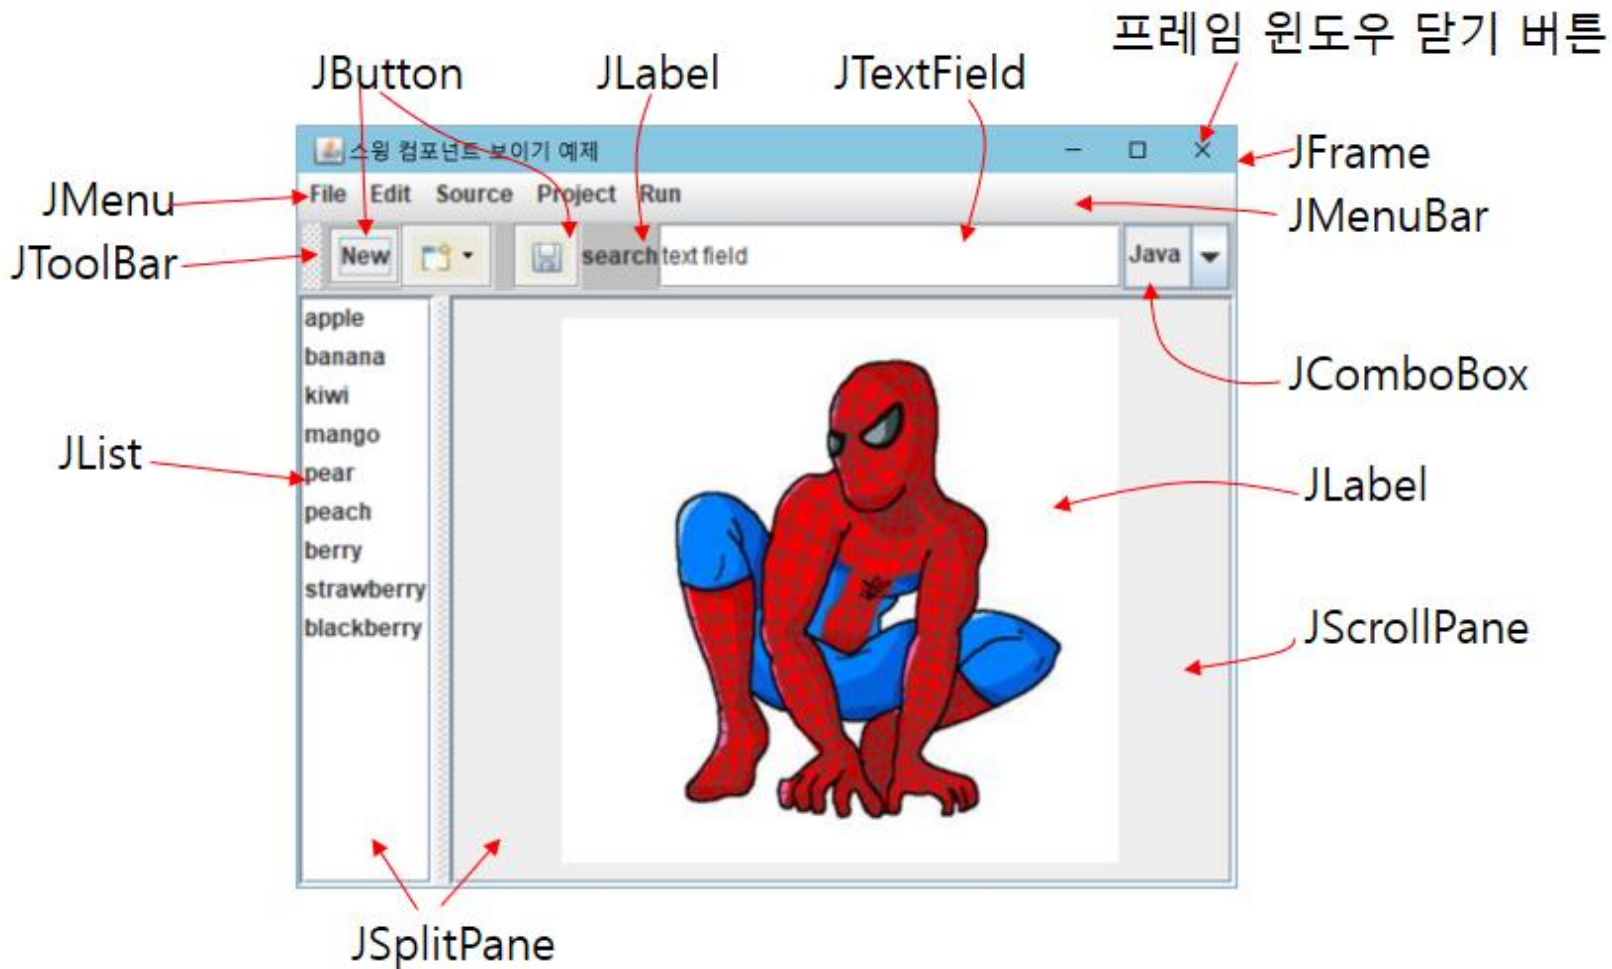 프레임 윈도우 닫기 버튼
JButton
JLabel
JTextField
스윙 컴포넌트 보이기 예제
JFrame
JMenu
File Edit Source Project Run
JMenuBar
JToolBar
New
search
text field
Java
apple
banana
kiwi
mango
pear
peach
berry
strawberry
blackberry
JComboBox
JList
JLabel
JScrollPane
JSplitPane